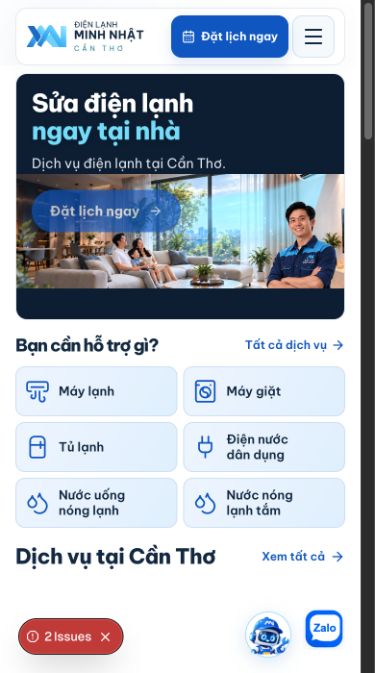 ĐIỆN LẠNH
MINH NHẬT
CẦN THƠ
Đặt lịch ngay
Sửa điện lạnh
ngay tại nhà
Dịch vụ điện lạnh tại Cần Thơ.
Đặt lịch ngay
Bạn cần hỗ trợ gì?
Tất cả dịch vụ
Máy lạnh
Máy giặt
Tủ lạnh
Điện nước
dân dụng
Nước uống
nóng lạnh
Nước nóng
lạnh tắm
Dịch vụ tại Cần Thơ
Xem tất cả
2 Issues
Zalo